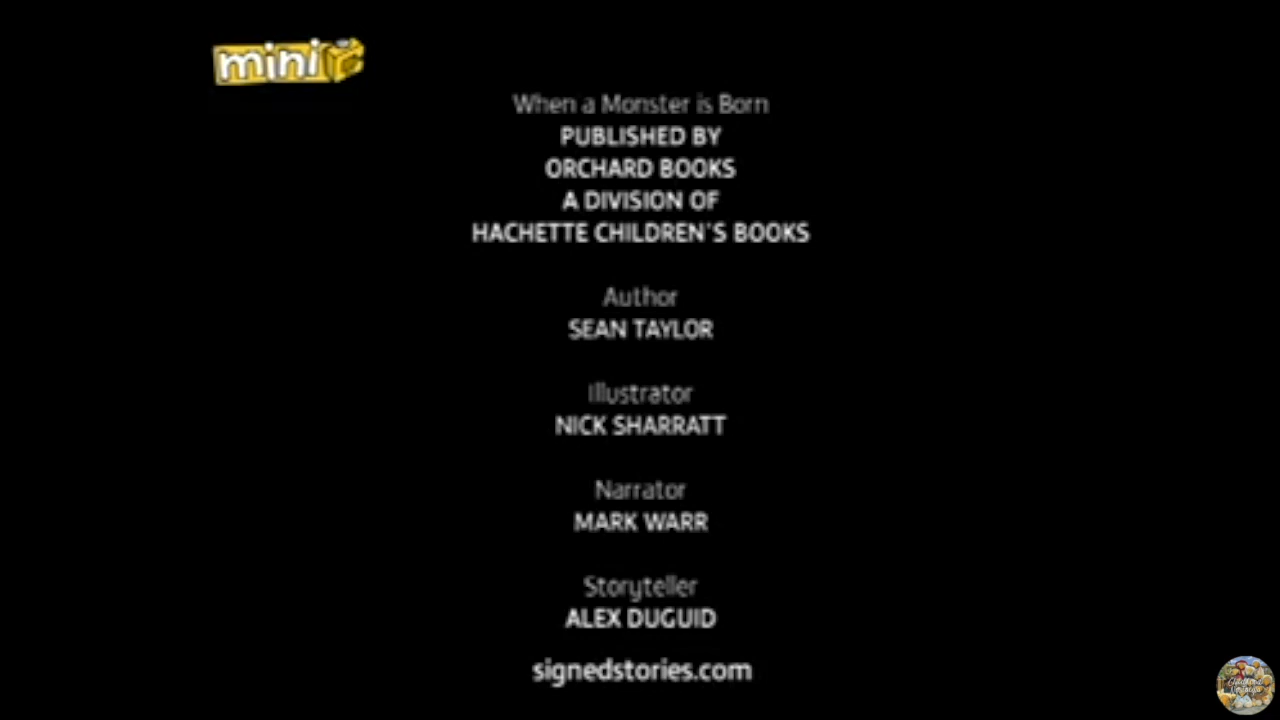 mini
When a Monster is Born
PUBLISHED BY
ORCHARD BOOKS
A DIVISION OF
HACHETTE CHILDREN'S BOOKS
Author
SEAN TAYLOR
Illustrator
NICK SHARRATT
Narrator
MARK WARR
Storyteller
ALEX DUGUID
signedstories.com